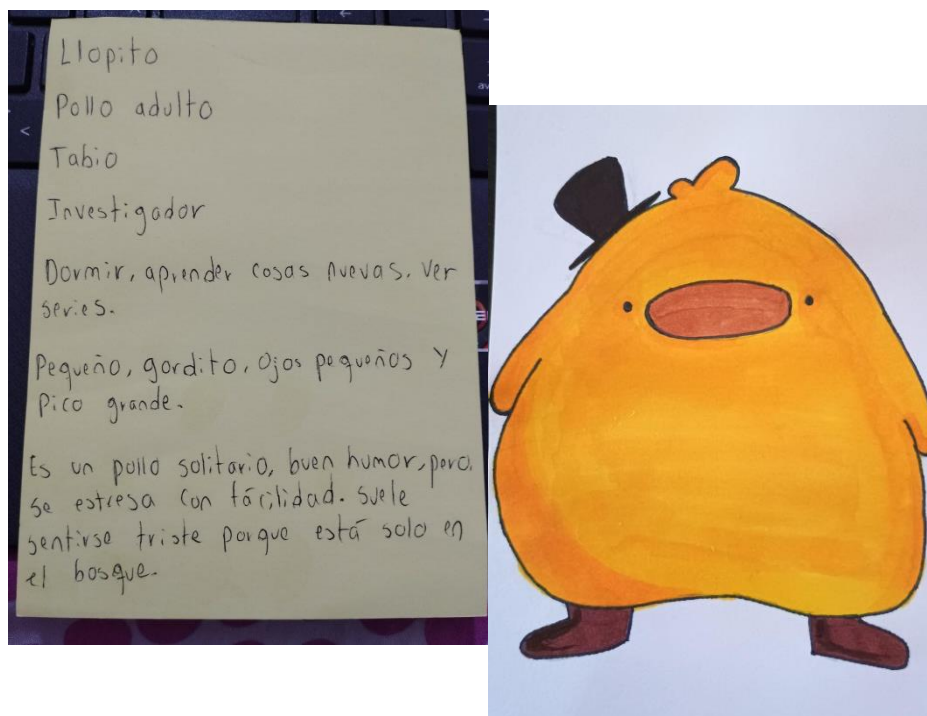 Llopito
Pollo adulto
Tabio
Investigador
Dormir, aprender cosas nuevas. Ver
series.
Pequeño, gordito, ojos pequeños y
pico grande.
Es un pollo solitario, buen humor, pero
se estresa con fácilidad. suele
sentirse triste porque está solo en
el bosque.